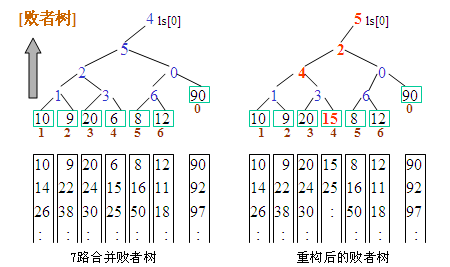 [败者树]
4 ls[0]
5
2 0
1 3 6 90
10 9 20 6 8 12 0
1 2 3 4 5 6
10 9 20 6 8 12 90
14 22 24 15 16 11 92
26 38 30 25 50 18 97
: : : : : : :
7路合并败者树
5 ls[0]
2
4 0
1 3 6 90
10 9 20 15 8 12 0
1 2 3 4 5 6
10 9 20 15 8 12 90
14 22 24 25 16 11 92
26 38 30 : 50 18 97
: : : : : :
重构后的败者树